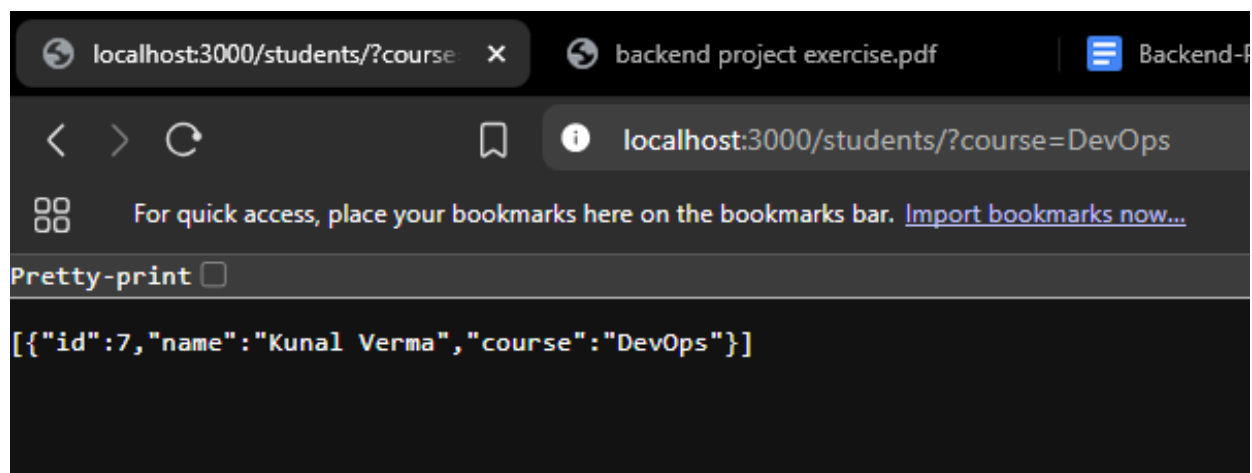 localhost:3000/students/?course
backend project exercise.pdf
Backend-
localhost:3000/students/?course=DevOps
For quick access, place your bookmarks here on the bookmarks bar. Import bookmarks now...
Pretty-print
[{"id":7,"name":"Kunal Verma","course":"DevOps"}]